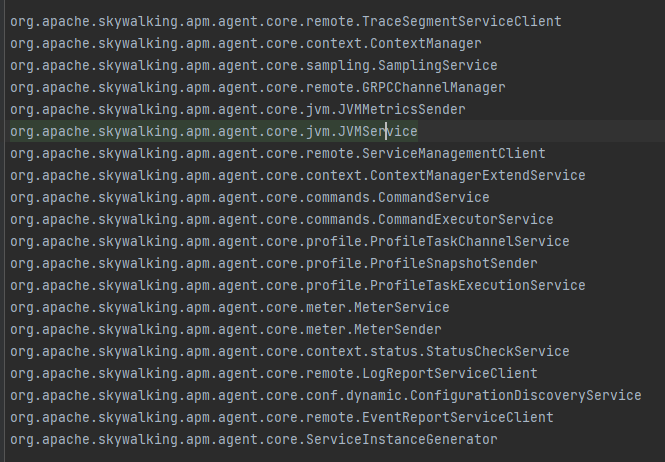 org.apache.skywalking.apm.agent.core.remote.TraceSegmentServiceClient
org.apache.skywalking.apm.agent.core.context.ContextManager
org.apache.skywalking.apm.agent.core.sampling.SamplingService
org.apache.skywalking.apm.agent.core.remote.GRPCChannelManager
org.apache.skywalking.apm.agent.core.jvm.JVMMetricsSender
org.apache.skywalking.apm.agent.core.jvm.JVMService
org.apache.skywalking.apm.agent.core.remote.ServiceManagementClient
org.apache.skywalking.apm.agent.core.context.ContextManagerExtendService
org.apache.skywalking.apm.agent.core.commands.CommandService
org.apache.skywalking.apm.agent.core.commands.CommandExecutorService
org.apache.skywalking.apm.agent.core.profile.ProfileTaskChannelService
org.apache.skywalking.apm.agent.core.profile.ProfileSnapshotSender
org.apache.skywalking.apm.agent.core.profile.ProfileTaskExecutionService
org.apache.skywalking.apm.agent.core.meter.MeterService
org.apache.skywalking.apm.agent.core.meter.MeterSender
org.apache.skywalking.apm.agent.core.context.status.StatusCheckService
org.apache.skywalking.apm.agent.core.remote.LogReportServiceClient
org.apache.skywalking.apm.agent.core.conf.dynamic.ConfigurationDiscoveryService
org.apache.skywalking.apm.agent.core.remote.EventReportServiceClient
org.apache.skywalking.apm.agent.core.ServiceInstanceGenerator